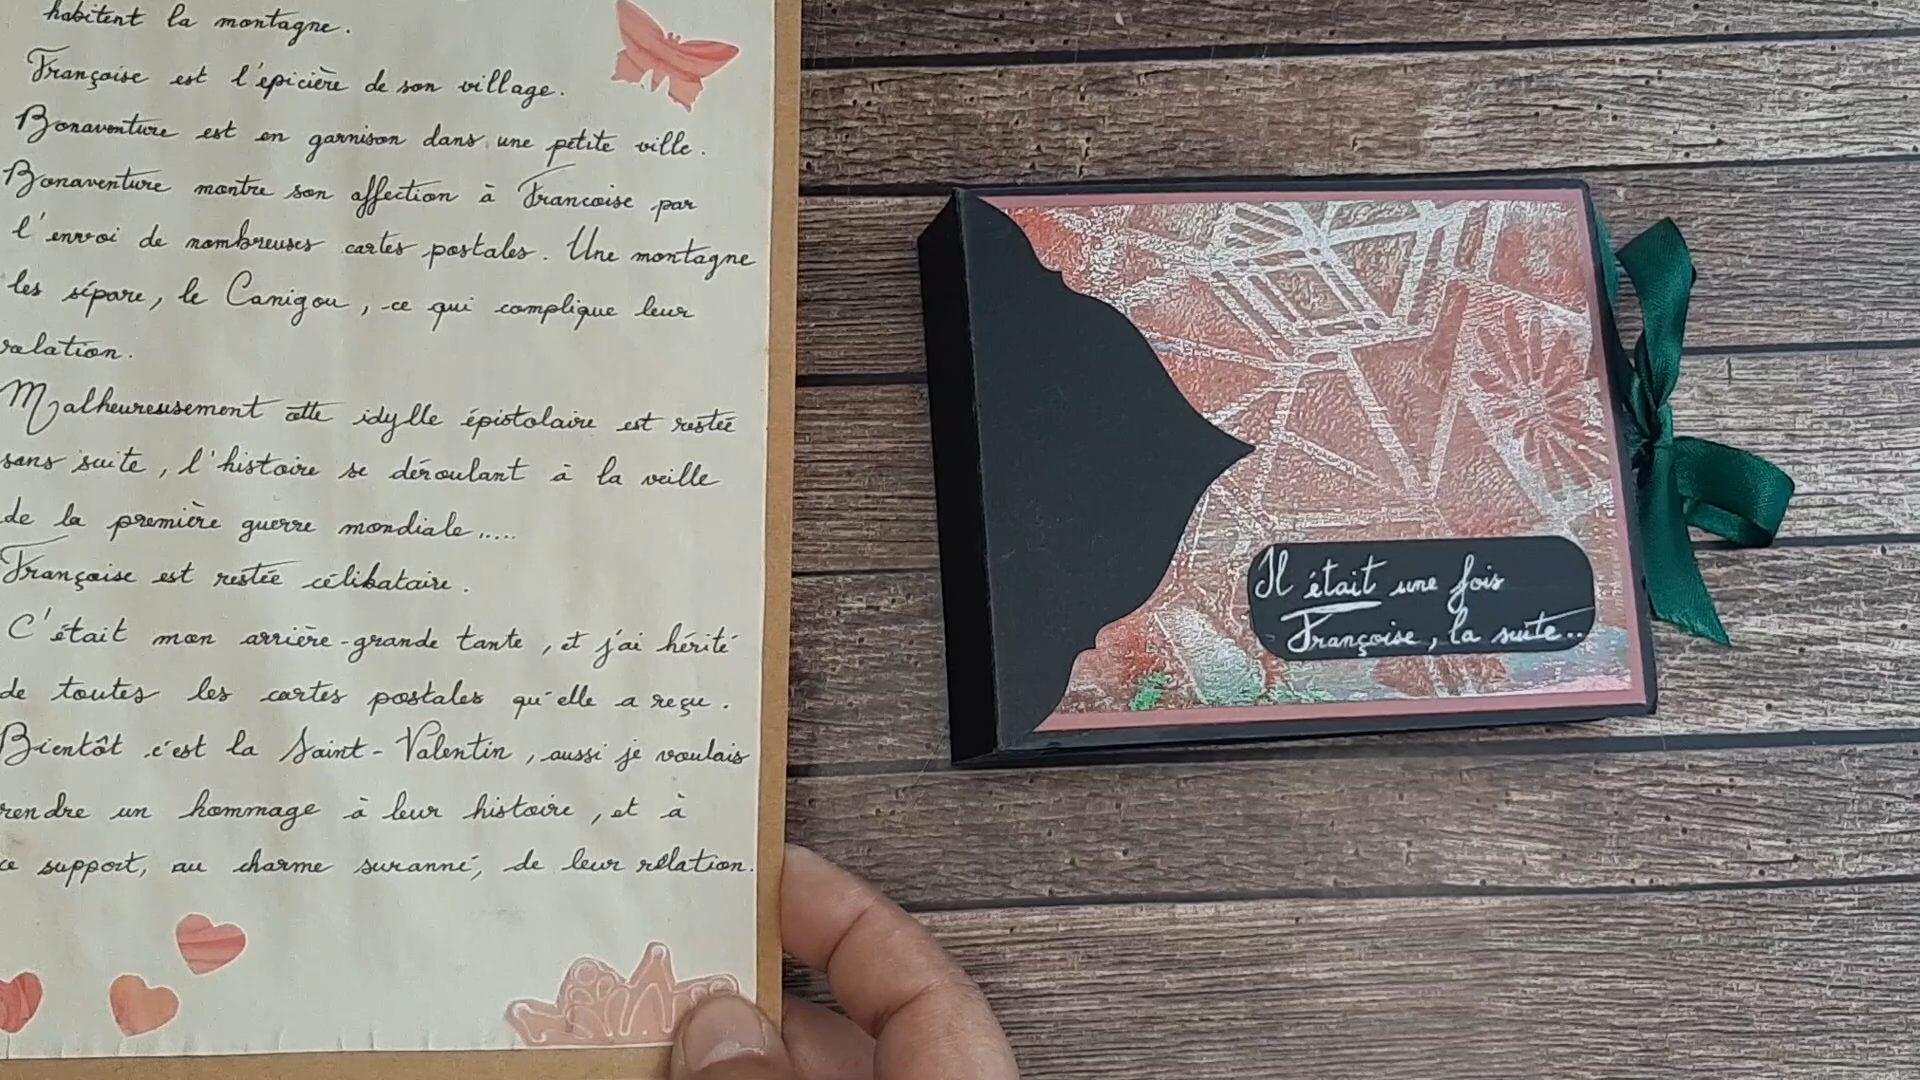 habitent la montagne.
Françoise est l'épicière de son village.
Bonaventure est en garnison dans une petite ville.
Bonaventure montre son affection à Francoise par
l'envoi de nombreuses cartes postales. Une montagne
les sépare, le Canigou, ce qui complique leur
relation.
Malheureusement cette idylle épistolaire est restée
sans suite, l'histoire se déroulant à la veille
de la première guerre mondiale.....
Françoise est restée célibataire.
C'était mon arrière-grande tante, et j'ai hérité
de toutes les cartes postales qu'elle a reçu.
Bientôt c'est la Saint-Valentin, aussi je voulais
rendre un hommage à leur histoire, et à
ce support, au charme suranné, de leur rélation.
Il était une fois
Françoise, la suite...